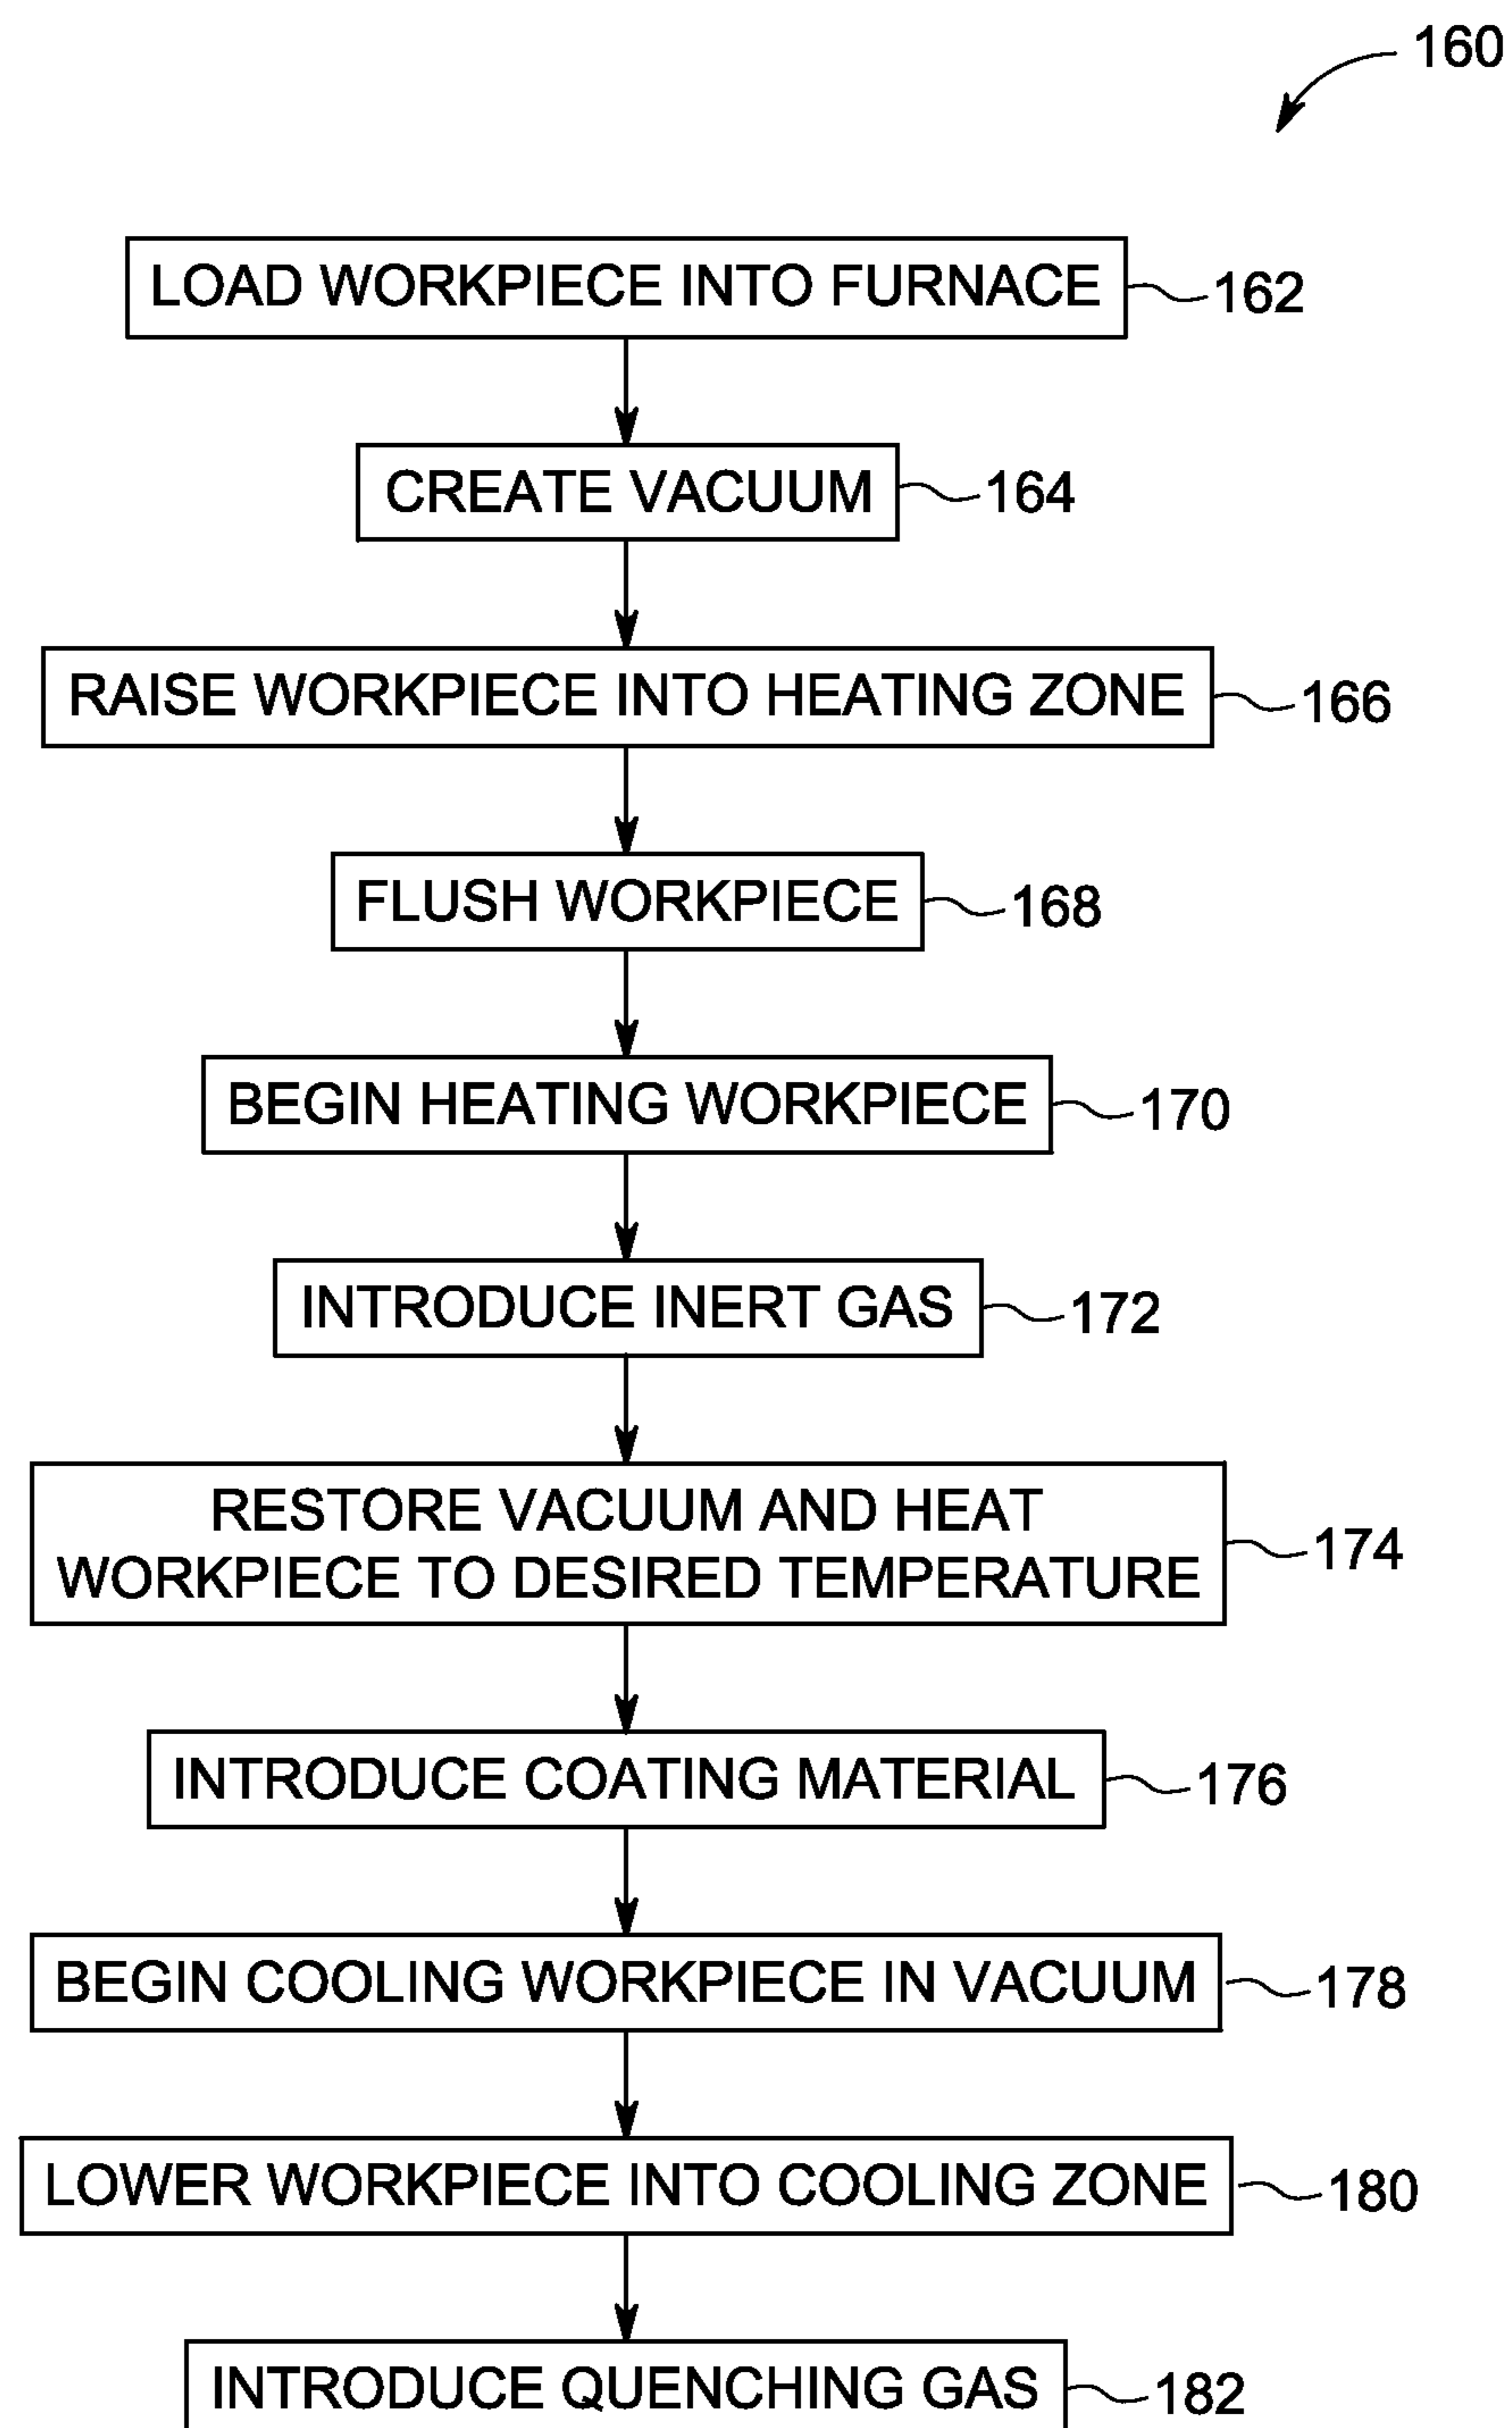 160
LOAD WORKPIECE INTO FURNACE 162
CREATE VACUUM 164
RAISE WORKPIECE INTO HEATING ZONE 166
FLUSH WORKPIECE 168
BEGIN HEATING WORKPIECE 170
INTRODUCE INERT GAS 172
RESTORE VACUUM AND HEAT
WORKPIECE TO DESIRED TEMPERATURE 174
INTRODUCE COATING MATERIAL 176
BEGIN COOLING WORKPIECE IN VACUUM 178
LOWER WORKPIECE INTO COOLING ZONE 180
INTRODUCE QUENCHING GAS 182